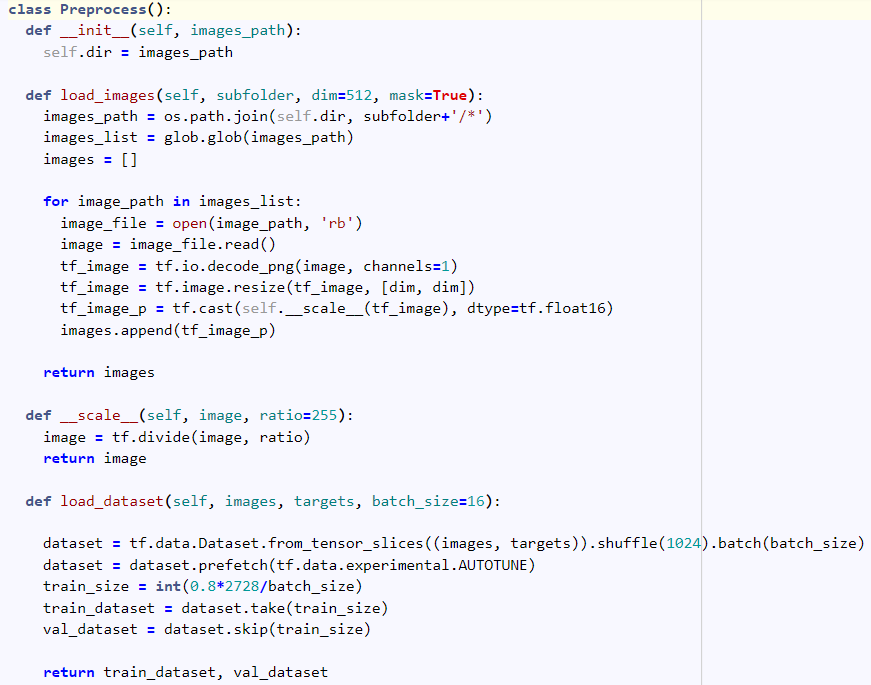 class Preprocess():
  def __init__(self, images_path):
    self.dir = images_path

  def load_images(self, subfolder, dim=512, mask=True):
    images_path = os.path.join(self.dir, subfolder+'/*')
    images_list = glob.glob(images_path)
    images = []

    for image_path in images_list:
      image_file = open(image_path, 'rb')
      image = image_file.read()
      tf_image = tf.io.decode_png(image, channels=1)
      tf_image = tf.image.resize(tf_image, [dim, dim])
      tf_image_p = tf.cast(self.__scale__(tf_image), dtype=tf.float16)
      images.append(tf_image_p)

    return images

  def __scale__(self, image, ratio=255):
    image = tf.divide(image, ratio)
    return image

  def load_dataset(self, images, targets, batch_size=16):

    dataset = tf.data.Dataset.from_tensor_slices((images, targets)).shuffle(1024).batch(batch_size)
    dataset = dataset.prefetch(tf.data.experimental.AUTOTUNE)
    train_size = int(0.8*2728/batch_size)
    train_dataset = dataset.take(train_size)
    val_dataset = dataset.skip(train_size)

    return train_dataset, val_dataset